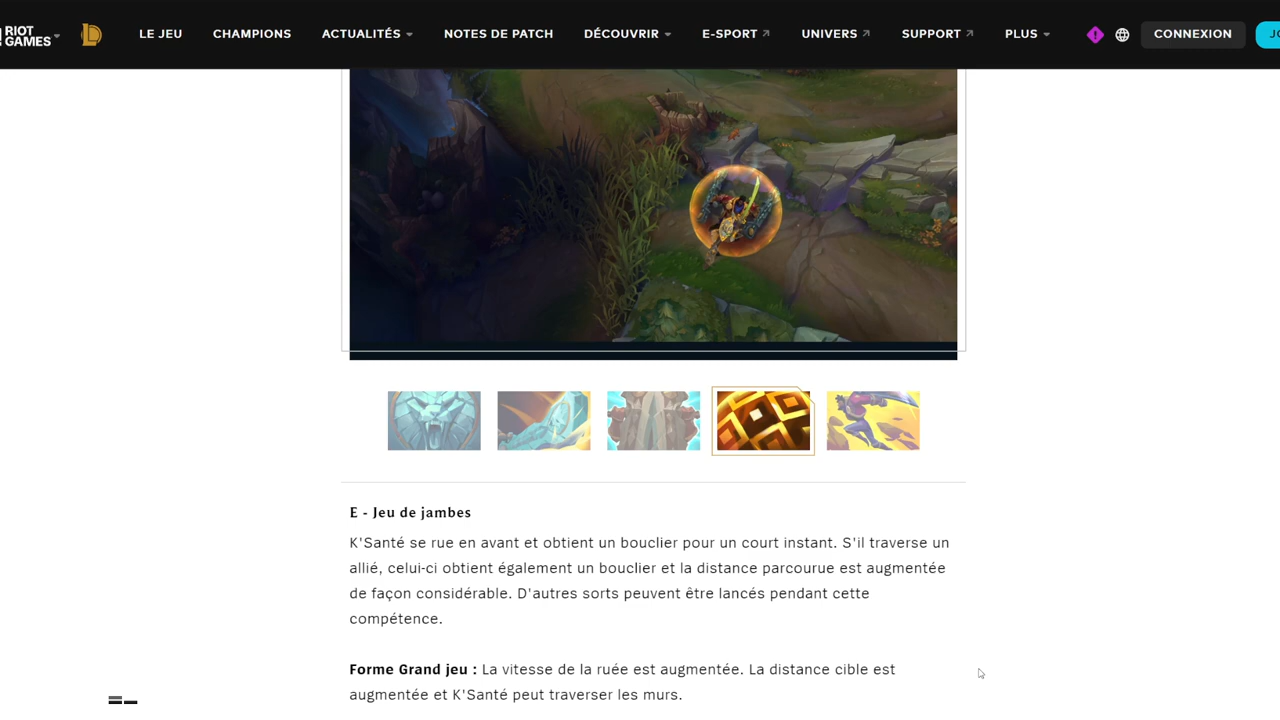 RIOT GAMES
LE JEU CHAMPIONS ACTUALITÉS NOTES DE PATCH DÉCOUVRIR E-SPORT UNIVERS SUPPORT PLUS CONNEXION
E - Jeu de jambes
K'Santé se rue en avant et obtient un bouclier pour un court instant. S'il traverse un
allié, celui-ci obtient également un bouclier et la distance parcourue est augmentée
de façon considérable. D'autres sorts peuvent être lancés pendant cette
compétence.
Forme Grand jeu : La vitesse de la ruée est augmentée. La distance cible est
augmentée et K'Santé peut traverser les murs.